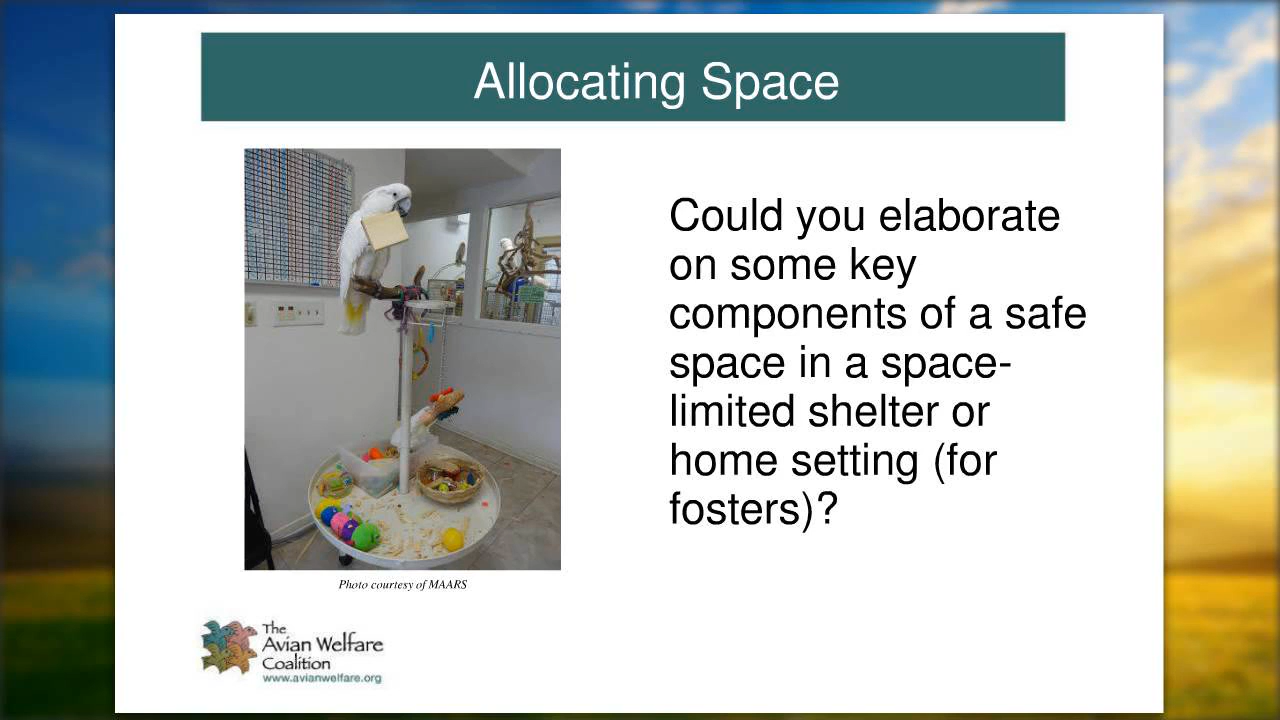 Allocating Space
Could you elaborate
on some key
components of a safe
space in a space-
limited shelter or
home setting (for
fosters)?
Photo courtesy of MAARS
The
Avian Welfare
Coalition
www.avianwelfare.org